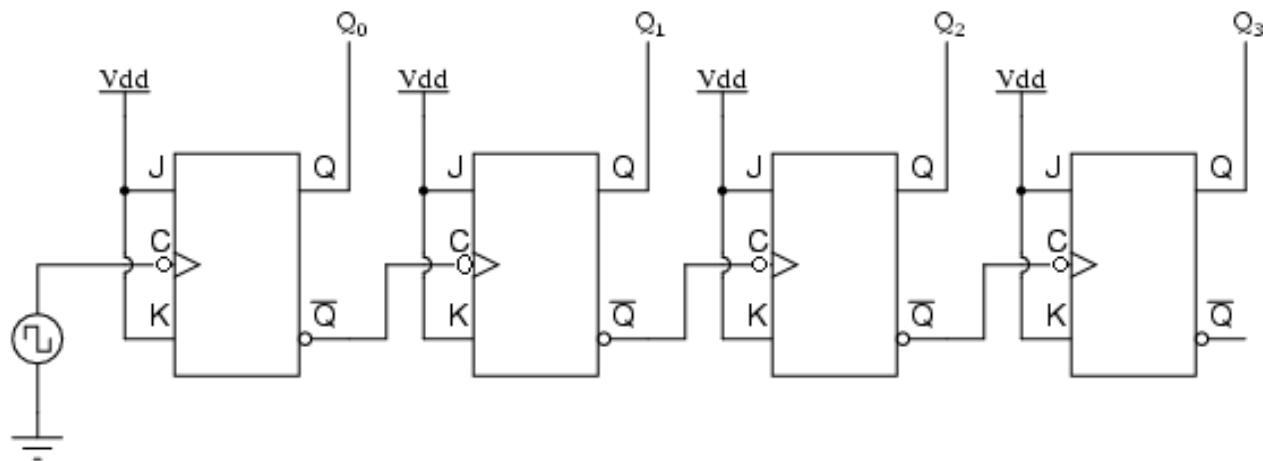 Q₀ Q₁ Q₂ Q₃
Vdd Vdd Vdd Vdd
J Q J Q J Q J Q
C C C C
K Q̅ K Q̅ K Q̅ K Q̅